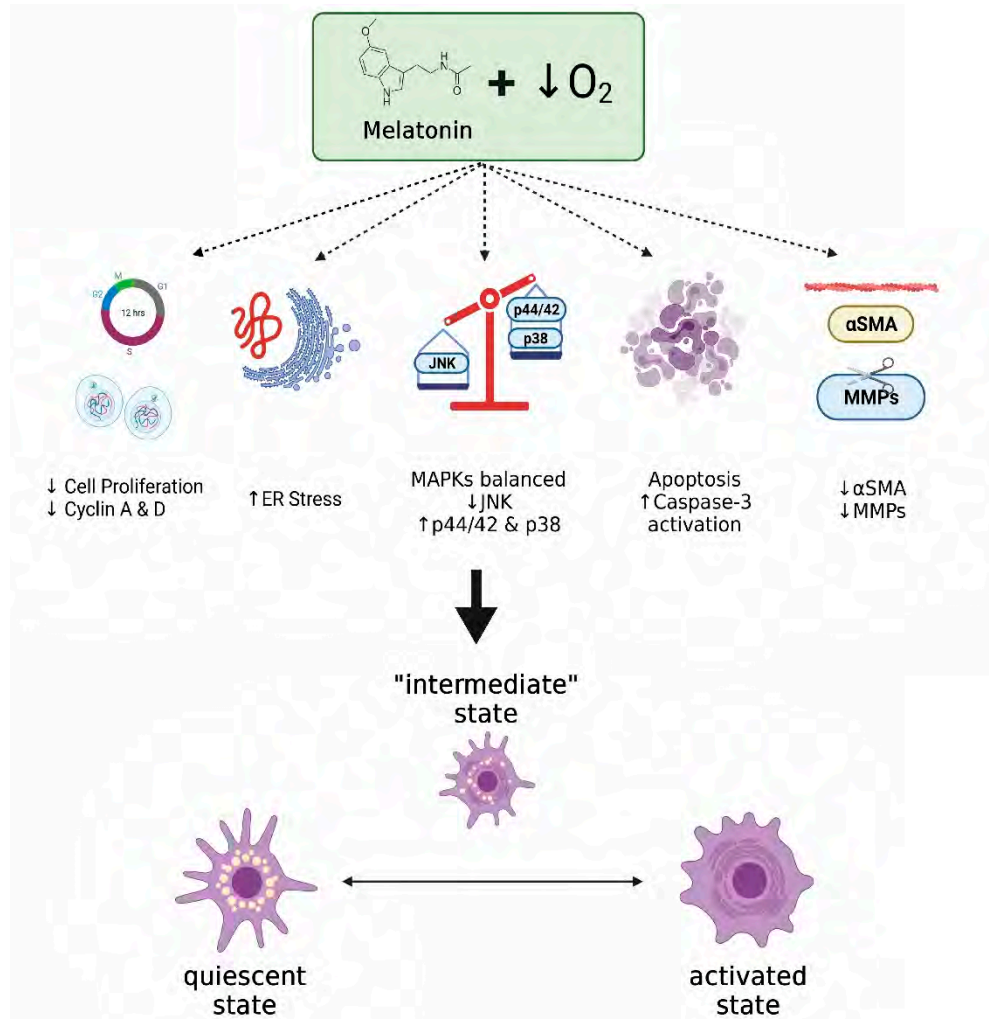 O
H
N
O
N
H
Melatonin
+ ↓O₂
M
G2
G1
12 hrs
S
JNK
p44/42
p38
αSMA
MMPs
↓ Cell Proliferation
↓ Cyclin A & D
↑ER Stress
MAPKs balanced
↓JNK
↑p44/42 & p38
Apoptosis
↑Caspase-3
activation
↓αSMA
↓MMPs
"intermediate"
state
quiescent
state
activated
state